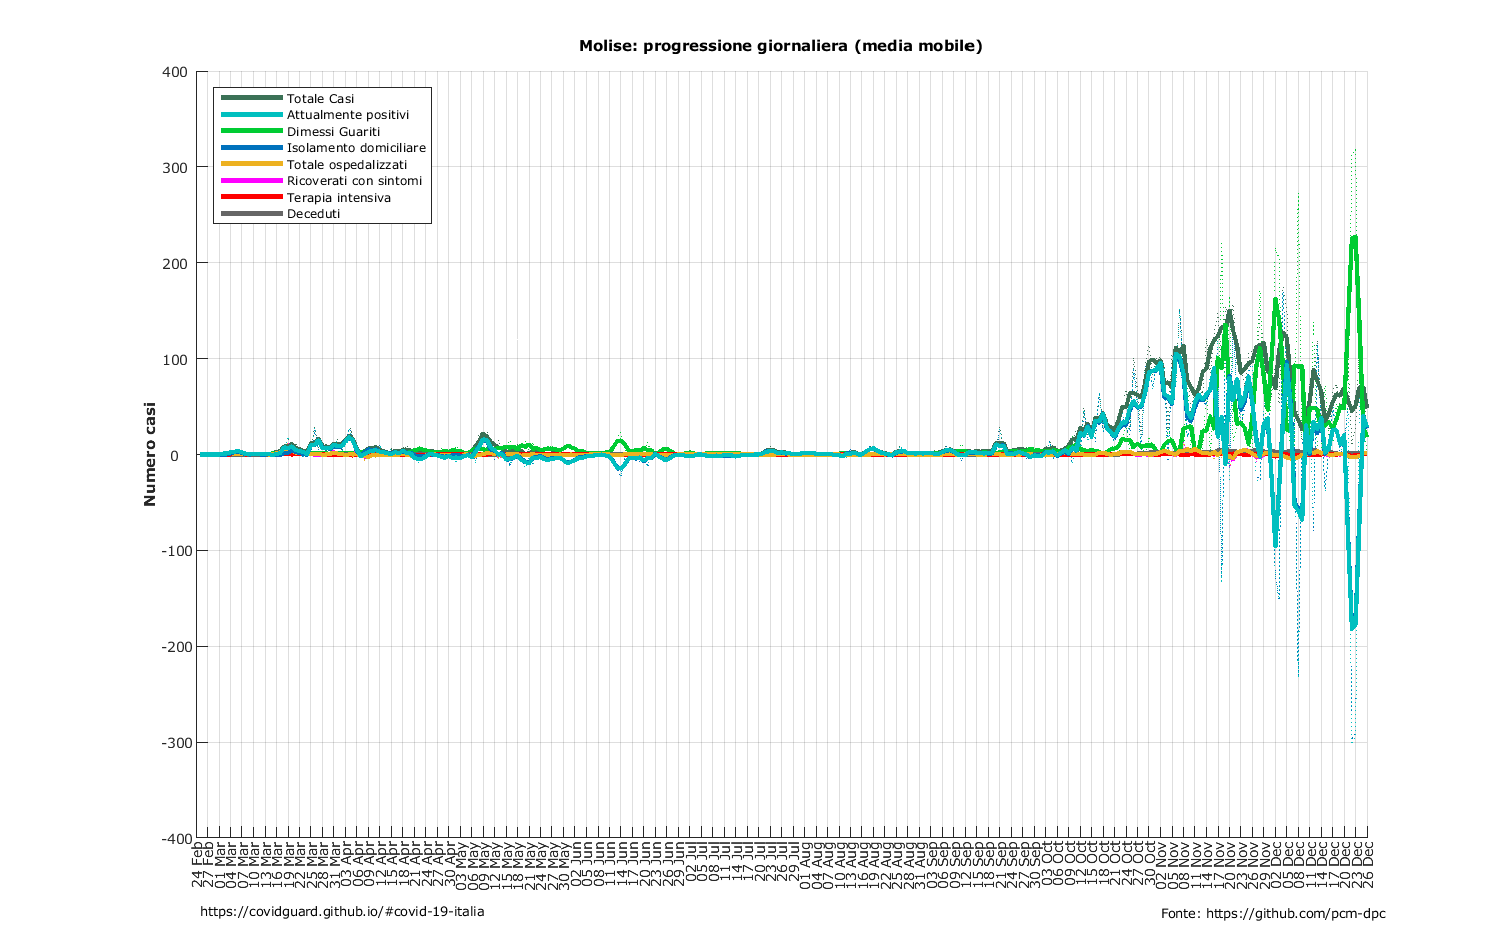 Molise: progressione giornaliera (media mobile)
Numero casi
400
300
200
100
0
-100
-200
-300
-400
Totale Casi
Attualmente positivi
Dimessi Guariti
Isolamento domiciliare
Totale ospedalizzati
Ricoverati con sintomi
Terapia intensiva
Deceduti
24 Feb
27 Feb
01 Mar
04 Mar
07 Mar
10 Mar
13 Mar
16 Mar
19 Mar
22 Mar
25 Mar
28 Mar
31 Mar
03 Apr
06 Apr
09 Apr
12 Apr
15 Apr
18 Apr
21 Apr
24 Apr
27 Apr
30 Apr
03 May
06 May
09 May
12 May
15 May
18 May
21 May
24 May
27 May
30 May
02 Jun
05 Jun
08 Jun
11 Jun
14 Jun
17 Jun
20 Jun
23 Jun
26 Jun
29 Jun
02 Jul
05 Jul
08 Jul
11 Jul
14 Jul
17 Jul
20 Jul
23 Jul
26 Jul
29 Jul
01 Aug
04 Aug
07 Aug
10 Aug
13 Aug
16 Aug
19 Aug
22 Aug
25 Aug
28 Aug
31 Aug
03 Sep
06 Sep
09 Sep
12 Sep
15 Sep
18 Sep
21 Sep
24 Sep
27 Sep
30 Sep
03 Oct
06 Oct
09 Oct
12 Oct
15 Oct
18 Oct
21 Oct
24 Oct
27 Oct
30 Oct
02 Nov
05 Nov
08 Nov
11 Nov
14 Nov
17 Nov
20 Nov
23 Nov
26 Nov
29 Nov
02 Dec
05 Dec
08 Dec
11 Dec
14 Dec
17 Dec
20 Dec
23 Dec
26 Dec
https://covidguard.github.io/#covid-19-italia
Fonte: https://github.com/pcm-dpc